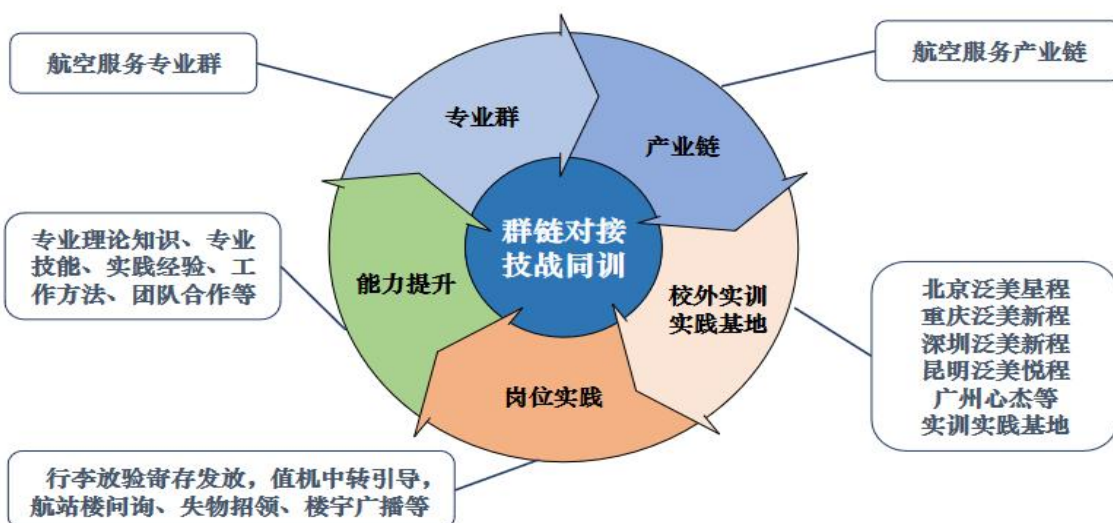 航空服务专业群
航空服务产业链
专业群
产业链
群链对接
技战同训
专业理论知识、专业
技能、实践经验、工
作方法、团队合作等
能力提升
校外实训
实践基地
北京泛美星程
重庆泛美新程
深圳泛美新程
昆明泛美悦程
广州心杰等
实训实践基地
岗位实践
行李放验寄存发放，值机中转引导，
航站楼问询、失物招领、楼宇广播等